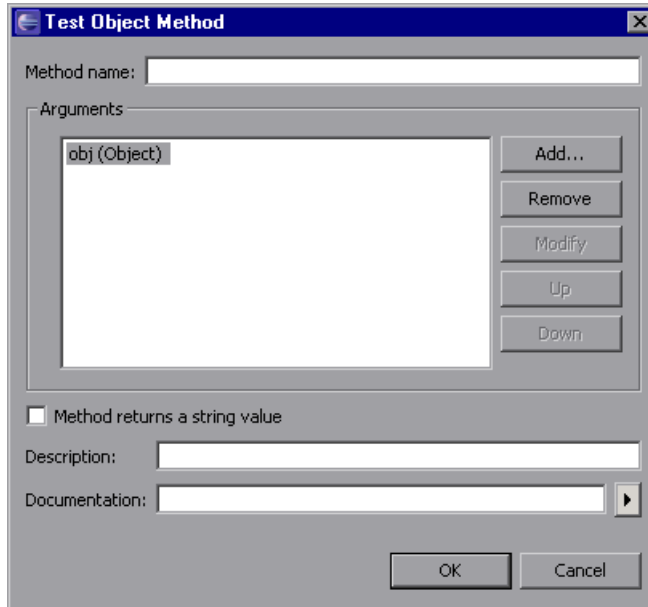 Test Object Method
Method name:
Arguments
obj (Object)
Add...
Remove
Modify
Up
Down
Method returns a string value
Description:
Documentation:
OK
Cancel